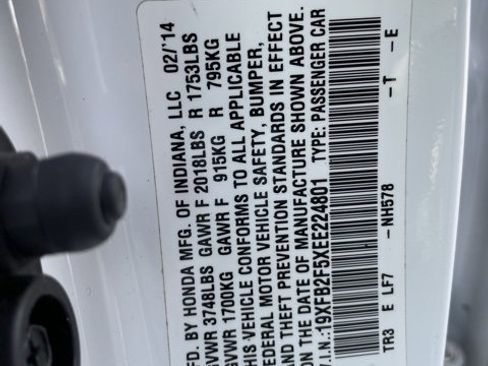 MFD. BY HONDA MFG. OF INDIANA, LLC 02/'14
GVWR 3748LBS GAWR F 2018LBS R 1753LBS
GVWR 1700KG GAWR F 915KG R 795KG
THIS VEHICLE CONFORMS TO ALL APPLICABLE
FEDERAL MOTOR VEHICLE SAFETY, BUMPER,
AND THEFT PREVENTION STANDARDS IN EFFECT
ON THE DATE OF MANUFACTURE SHOWN ABOVE.
V.I.N.:19XFB2F5XEE224801 TYPE: PASSENGER CAR
TR3 E LF7 -NH578 -T -E